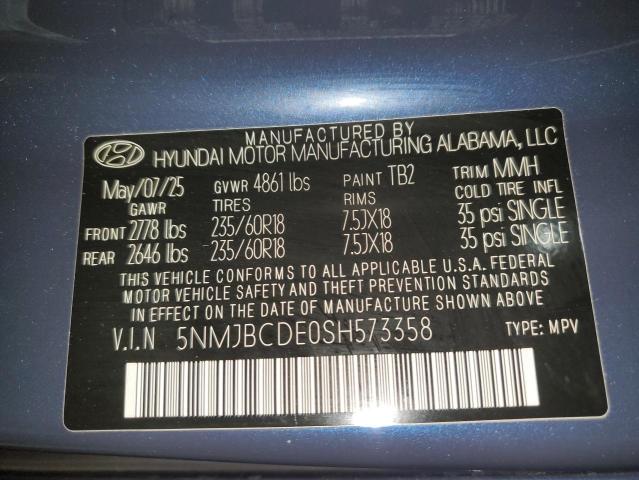 MANUFACTURED BY
HYUNDAI MOTOR MANUFACTURING ALABAMA, LLC
May/07/25 GVWR 4861 lbs PAINT TB2 TRIM MMH
GAWR TIRES RIMS COLD TIRE INFL
FRONT 2778 lbs 235/60R18 7.5JX18 35 psi SINGLE
REAR 2646 lbs 235/60R18 7.5JX18 35 psi SINGLE
THIS VEHICLE CONFORMS TO ALL APPLICABLE U.S.A. FEDERAL
MOTOR VEHICLE SAFETY AND THEFT PREVENTION STANDARDS
IN EFFECT ON THE DATE OF MANUFACTURE SHOWN ABOVE.
V.I.N 5NMJBCDE0SH573358 TYPE: MPV